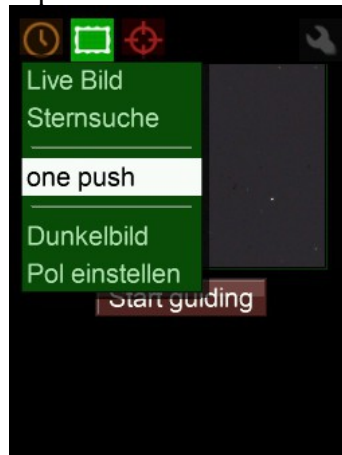 Live Bild
Sternsuche
one push
Dunkelbild
Pol einstellen
Start guiding